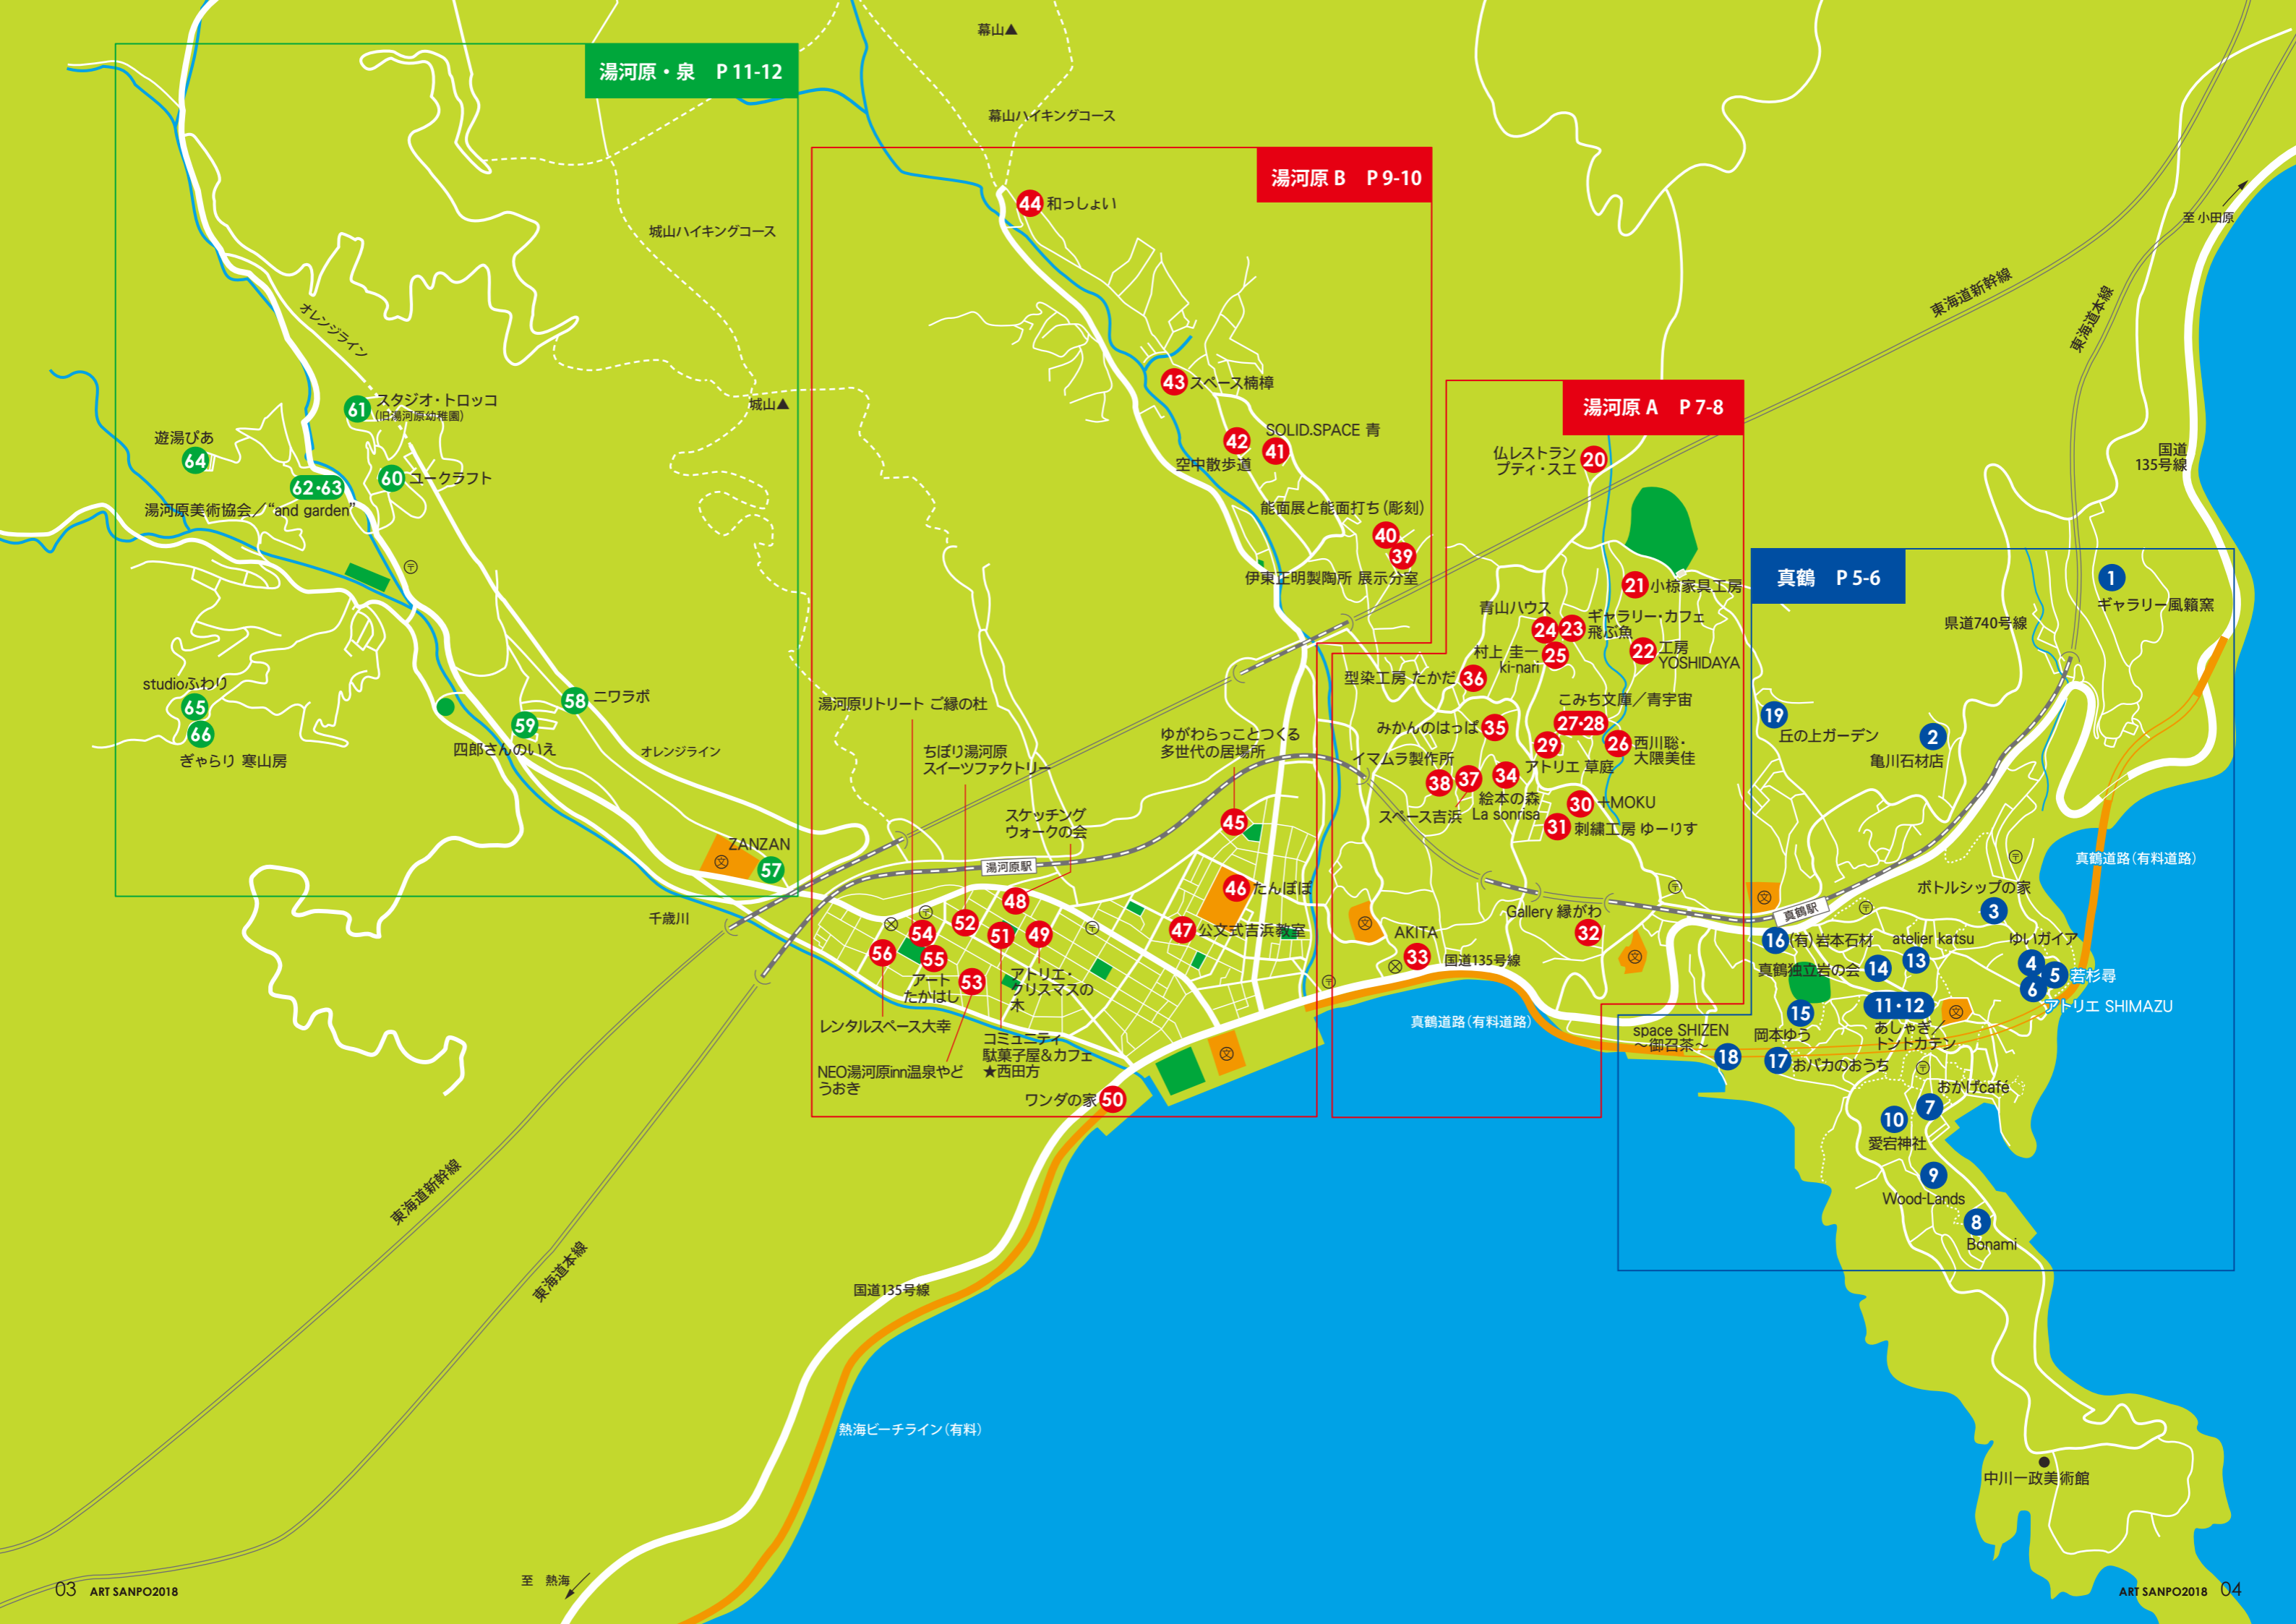 湯河原・泉 P 11-12
幕山▲
幕山ハイキングコース
湯河原 B P 9-10
44 和っしょい
城山ハイキングコース
至 小田原
東海道新幹線
東海道本線
オレンジライン
43 スペース楠樟
城山▲
湯河原 A P 7-8
61 スタジオ・トロッコ
(旧湯河原幼稚園)
遊湯ぴあ
64
62・63
湯河原美術協会／“and garden”
60 ユークラフト
SOLID.SPACE 青
42
41
空中散歩道
仏レストラン
プティ・スエ
20
国道
135号線
能面展と能面打ち（彫刻）
40
39
伊東正明製陶所 展示分室
21 小椋家具工房
真鶴 P 5-6
1
ギャラリー風籟窯
県道740号線
青山ハウス
24
23
ギャラリー・カフェ
飛ぶ魚
村上 圭一
ki-nari
25
22 工房
YOSHIDAYA
型染工房 たかだ 36
こみち文庫／青宇宙
27・28
みかんのはっぱ 35
29
アトリエ 草庭
26 西川聡・
大隈美佳
イマムラ製作所
38
37
スペース吉浜
34
絵本の森
La sonrisa
30 +MOKU
31 刺繍工房 ゆーりす
19
丘の上ガーデン
2
亀川石材店
studioふわり
65
66
ぎゃらり 寒山房
58 ニワラボ
59
四郎さんのいえ
オレンジライン
湯河原リトリート ご縁の杜
ちぼり湯河原
スイーツファクトリー
ゆがわらっことつくる
多世代の居場所
スケッチング
ウォークの会
45
ZANZAN
文
57
湯河原駅
千歳川
46 たんぽぽ
47 公文式吉浜教室
48
49
アトリエ・
クリスマスの
木
51
52
54
55
アート
たかはし
53
56
レンタルスペース大幸
コミュニティ
駄菓子屋＆カフェ
★西田方
NEO湯河原inn温泉やど
うおき
ワンダの家 50
文
文
AKITA
33
Gallery 縁がわ
32
文
国道135号線
真鶴道路（有料道路）
文
真鶴駅
真鶴道路（有料道路）
ボトルシップの家
3
16 (有)岩本石材
atelier katsu
13
ゆいガイア
4
5 若杉尋
6
アトリエ SHIMAZU
真鶴独立岩の会 14
11・12
あしゃぎ／
トントカテン
文
15
岡本ゆう
space SHIZEN
～御召茶～
18
17 おバカのおうち
おかげcafé
7
10
愛宕神社
9
Wood-Lands
8
Bonami
東海道新幹線
東海道本線
国道135号線
熱海ビーチライン（有料）
中川一政美術館
至 熱海
03 ART SANPO2018
ART SANPO2018 04